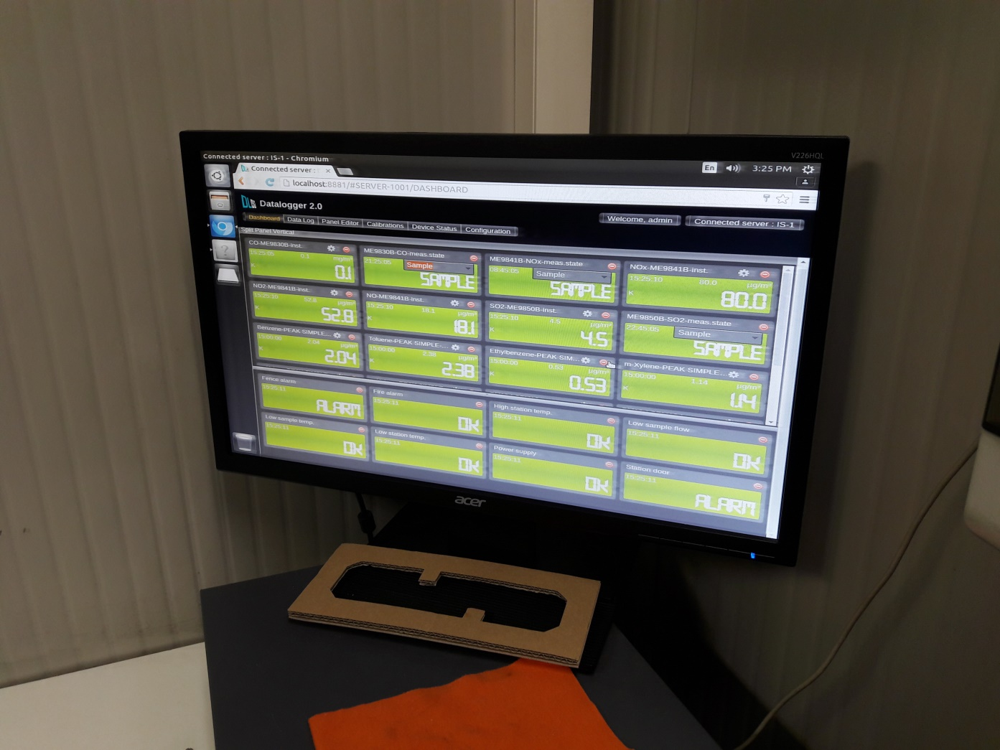 V226HQL
Connected server : IS-1 - Chromium
En
3:25 PM
Connected server :
localhost:8881/#SERVER-1001/DASHBOARD
Datalogger 2.0
Welcome, admin
Connected server : IS-1
Dashboard Data Log Panel Editor Calibrations Device Status Configuration
Split Panel Vertical
CO-ME9830B-inst.
15:25:05 0.1 mg/m³
K
0.1
ME9830B-CO-meas.state
21:25:05
Sample
SAMPLE
ME9841B-NOx-meas.state
08:45:05
Sample
SAMPLE
NOx-ME9841B-inst.
15:25:10 80.0 µg/m³
K
80.0
NO2-ME9841B-inst.
15:25:10 52.8 µg/m³
K
52.8
NO-ME9841B-inst.
15:25:10 18.1 µg/m³
K
18.1
SO2-ME9850B-inst.
15:25:10 4.5 µg/m³
K
4.5
ME9850B-SO2-meas.state
22:45:05
Sample
SAMPLE
Benzene-PEAK SIMPLE...
15:00:00 2.04 µg/m³
K
2.04
Toluene-PEAK SIMPLE-...
15:00:00 2.38 µg/m³
K
2.38
Ethylbenzene-PEAK SIM...
15:00:00 0.53 µg/m³
K
0.53
m-Xylene-PEAK SIMPLE...
15:00:00 1.14 µg/m³
K
1.14
Fence alarm
15:25:11
ALARM
Fire alarm
15:25:11
OK
High station temp.
15:25:11
OK
Low sample flow
15:25:11
OK
Low sample temp.
15:25:11
OK
Low station temp.
15:25:11
OK
Power supply
15:25:11
OK
Station door
15:25:11
ALARM
acer